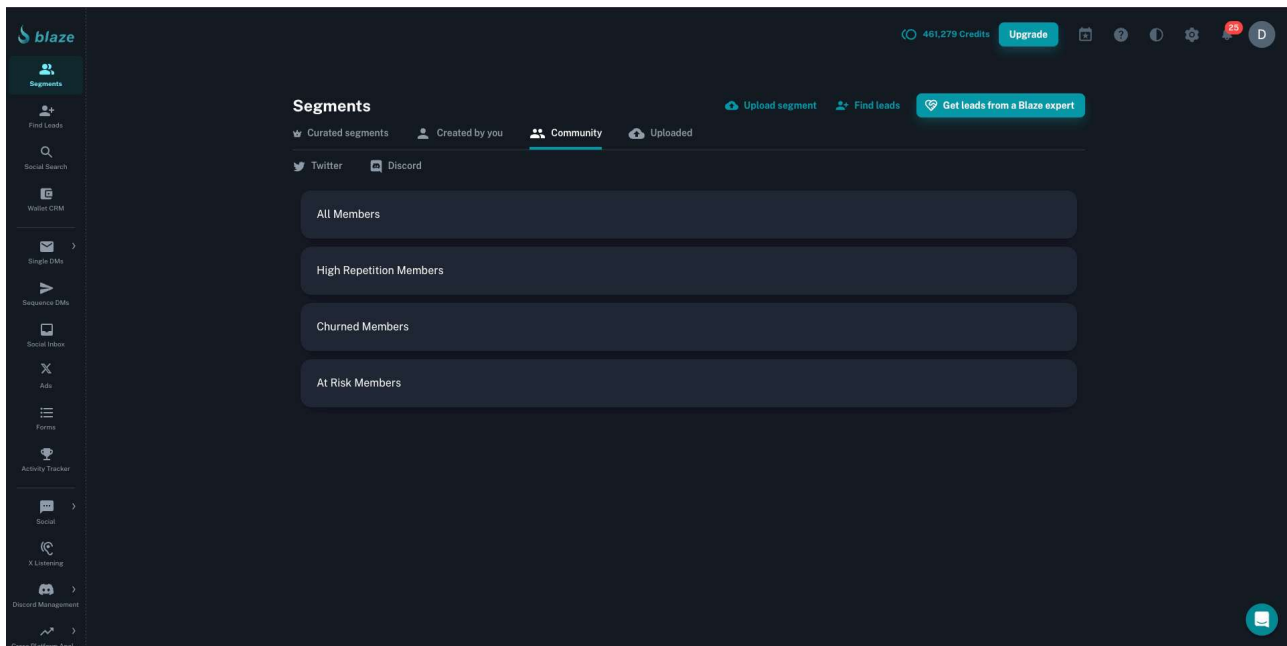 blaze
461,279 Credits
Upgrade
25
D
Segments
Find Leads
Social Search
Wallet CRM
Single DMs
Sequence DMs
Social Inbox
Ads
Forms
Activity Tracker
Social
X Listening
Discord Management
Segments
Upload segment
Find leads
Get leads from a Blaze expert
Curated segments
Created by you
Community
Uploaded
Twitter
Discord
All Members
High Repetition Members
Churned Members
At Risk Members